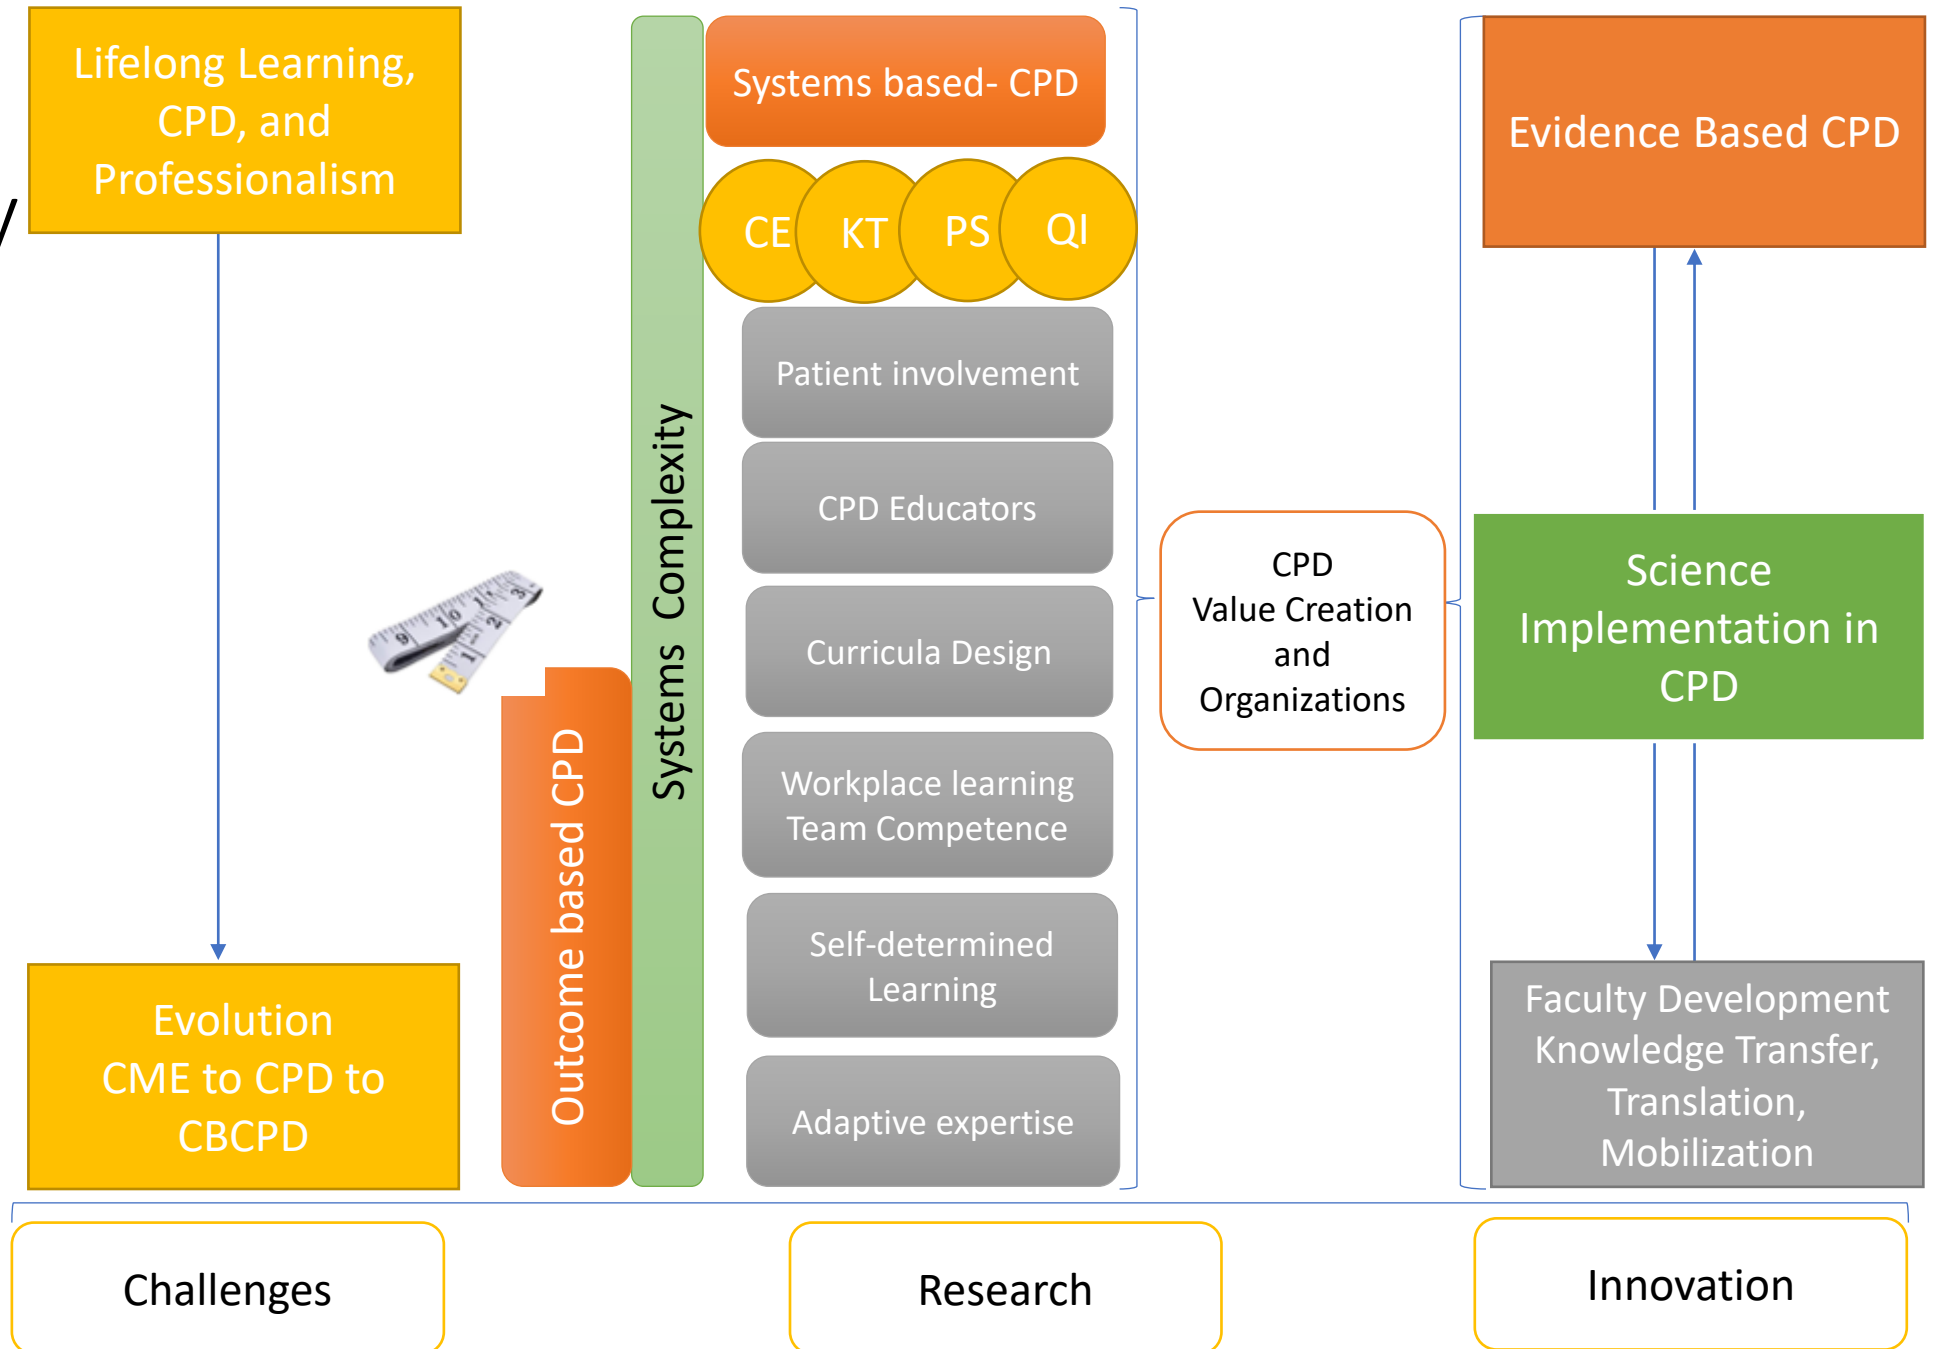 Lifelong Learning,
CPD, and
Professionalism
/
Evolution
CME to CPD to
CBCPD
Outcome based CPD
Systems Complexity
Systems based- CPD
CE
KT
PS
QI
Patient involvement
CPD Educators
Curricula Design
Workplace learning
Team Competence
Self-determined
Learning
Adaptive expertise
CPD
Value Creation
and
Organizations
Evidence Based CPD
Science
Implementation in
CPD
Faculty Development
Knowledge Transfer,
Translation,
Mobilization
Challenges
Research
Innovation